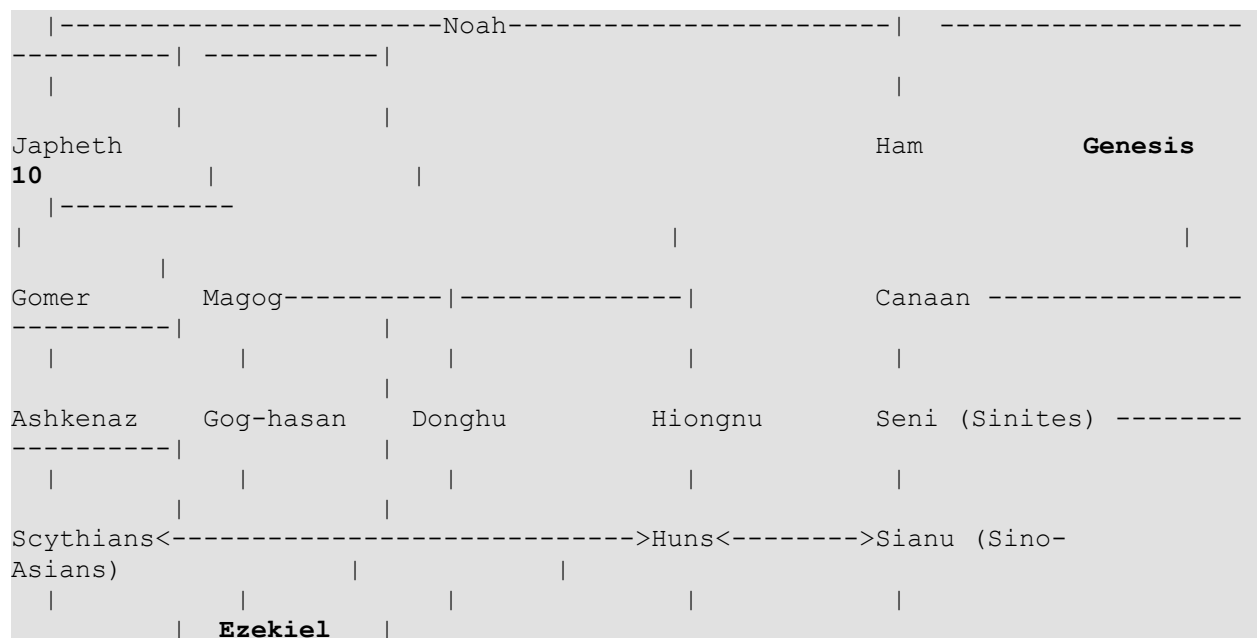 |------------------------Noah------------------------| -------------------
----------| -----------|
| |
| |
Japheth Ham Genesis
10 | |
|-----------
| | |
|
Gomer Magog----------|--------------| Canaan ----------------
----------| |
| | | | |
|
Ashkenaz Gog-hasan Donghu Hiongnu Seni (Sinites) --------
----------| |
| | | | |
| |
Scythians<----------------------------->Huns<-------->Sianu (Sino-
Asians) | |
| | | | |
| Ezekiel |